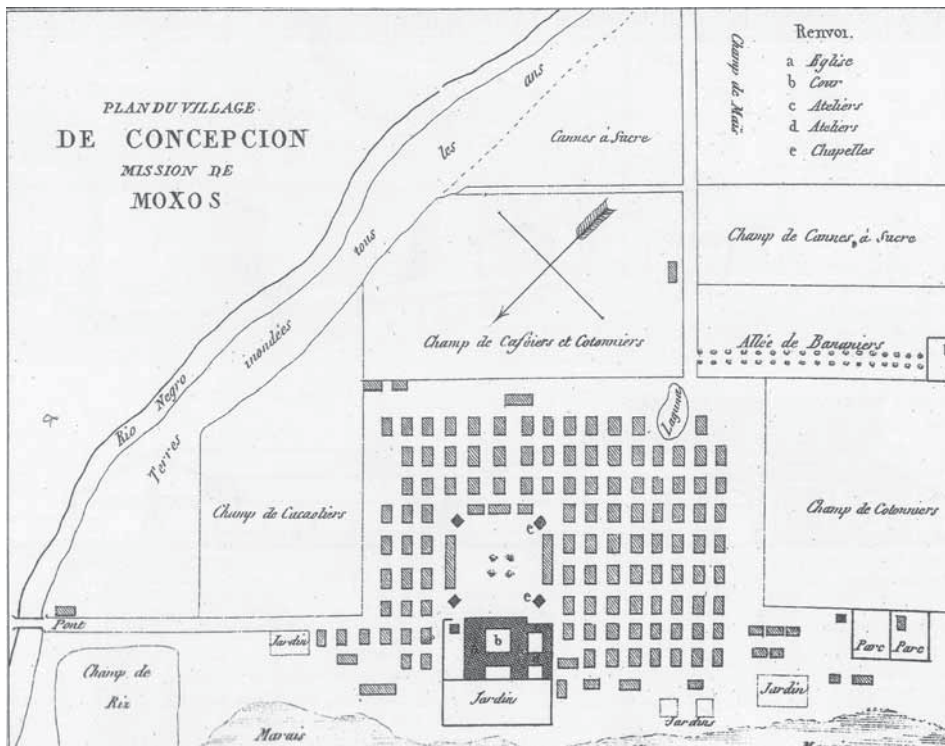 PLAN DU VILLAGE
DE CONCEPCION
MISSION DE
MOXOS
Renvoi.
a Eglise
b Cour
c Ateliers
d Ateliers
e Chapelles
Champ de Maïs
Cannes à Sucre
Champ de Cannes à Sucre
Allée de Bananiers
Champ de Caféiers et Cotonniers
Terres inondées tous les ans
Rio Negro
Laguna
Champ de Cacaotiers
Champ de Cotonniers
e
e
Pont
b
Jardin
Parc
Parc
Champ de
Riz
Jardin
Jardin
Jardins
Marais